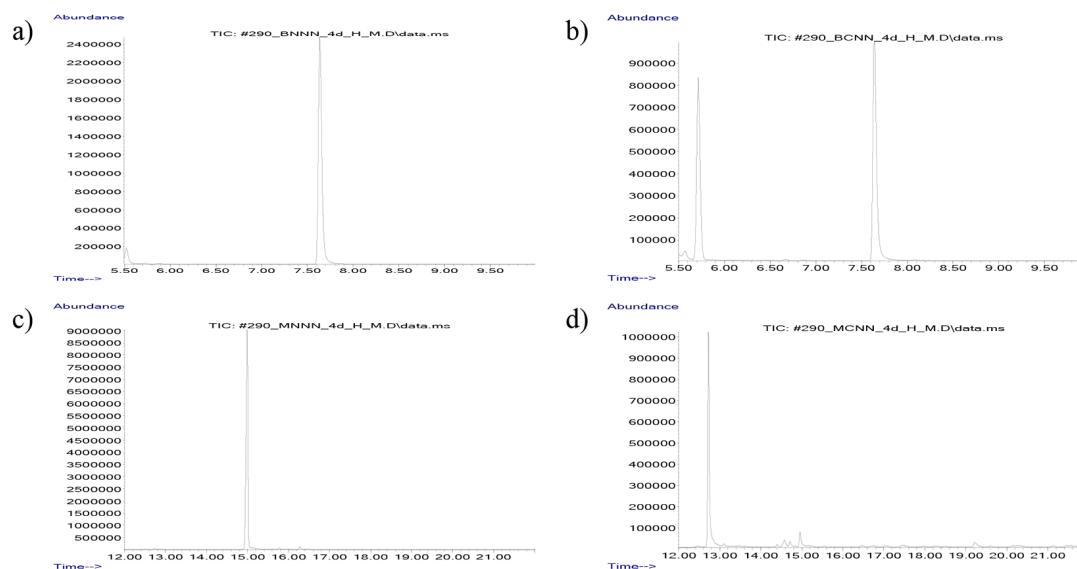 a)
Abundance
TIC: #290_BNNN_4d_H_M.D\data.ms
2400000
2200000
2000000
1800000
1600000
1400000
1200000
1000000
800000
600000
400000
200000
5.50 6.00 6.50 7.00 7.50 8.00 8.50 9.00 9.50
Time-->
b)
Abundance
TIC: #290_BCNN_4d_H_M.D\data.ms
900000
800000
700000
600000
500000
400000
300000
200000
100000
5.50 6.00 6.50 7.00 7.50 8.00 8.50 9.00 9.50
Time-->
c)
Abundance
TIC: #290_MNNN_4d_H_M.D\data.ms
9000000
8500000
8000000
7500000
7000000
6500000
6000000
5500000
5000000
4500000
4000000
3500000
3000000
2500000
2000000
1500000
1000000
500000
12.00 13.00 14.00 15.00 16.00 17.00 18.00 19.00 20.00 21.00
Time-->
d)
Abundance
TIC: #290_MCNN_4d_H_M.D\data.ms
1000000
900000
800000
700000
600000
500000
400000
300000
200000
100000
12.00 13.00 14.00 15.00 16.00 17.00 18.00 19.00 20.00 21.00
Time-->